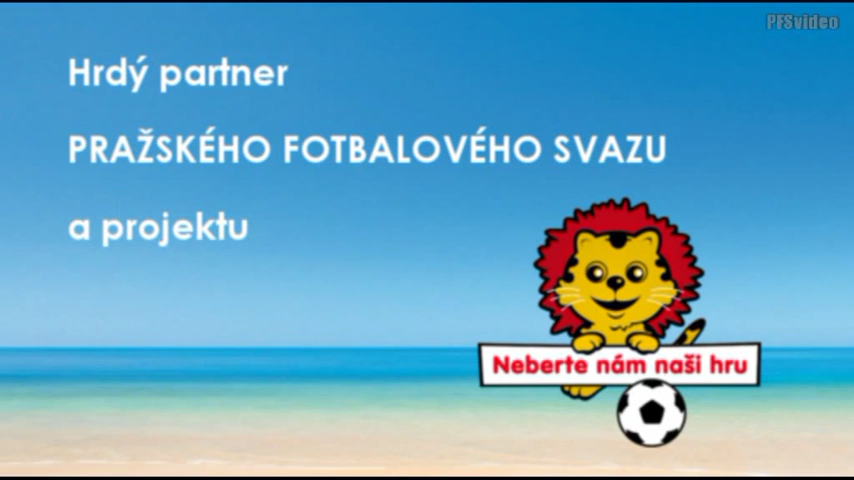 PFSvideo
Hrdý partner
PRAŽSKÉHO FOTBALOVÉHO SVAZU
a projektu
Neberte nám naši hru